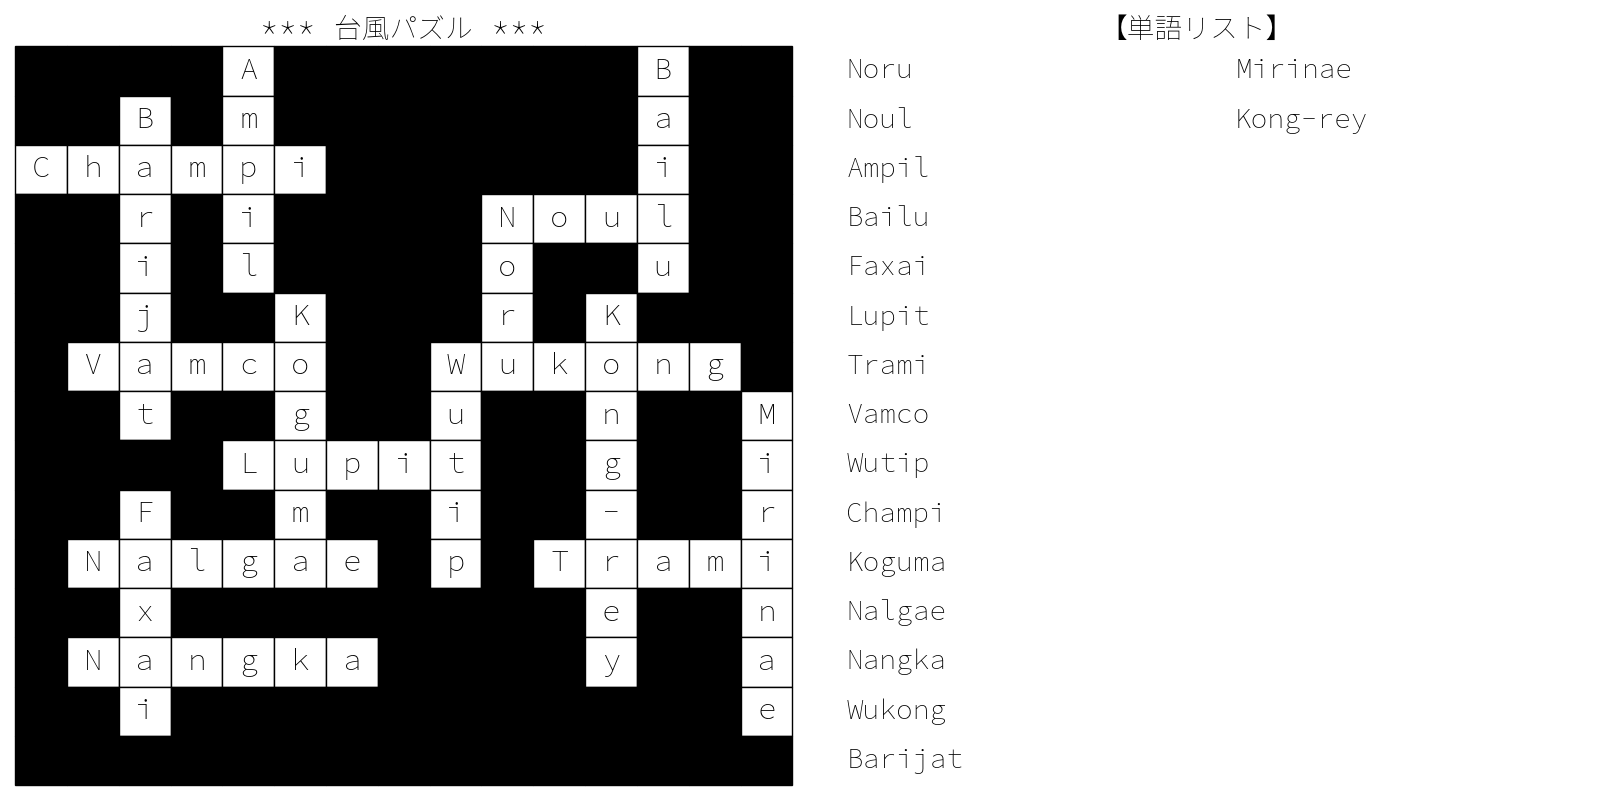 *** 台風パズル ***
A B
B m a
C h a m p i i
r i N o u l
i l o u
j K r K
V a m c o W u k o n g
t g u n M
L u p i t g i
F m i - r
N a l g a e p T r a m i
x e n
N a n g k a y a
i e
【単語リスト】
Noru Mirinae
Noul Kong-rey
Ampil
Bailu
Faxai
Lupit
Trami
Vamco
Wutip
Champi
Koguma
Nalgae
Nangka
Wukong
Barijat